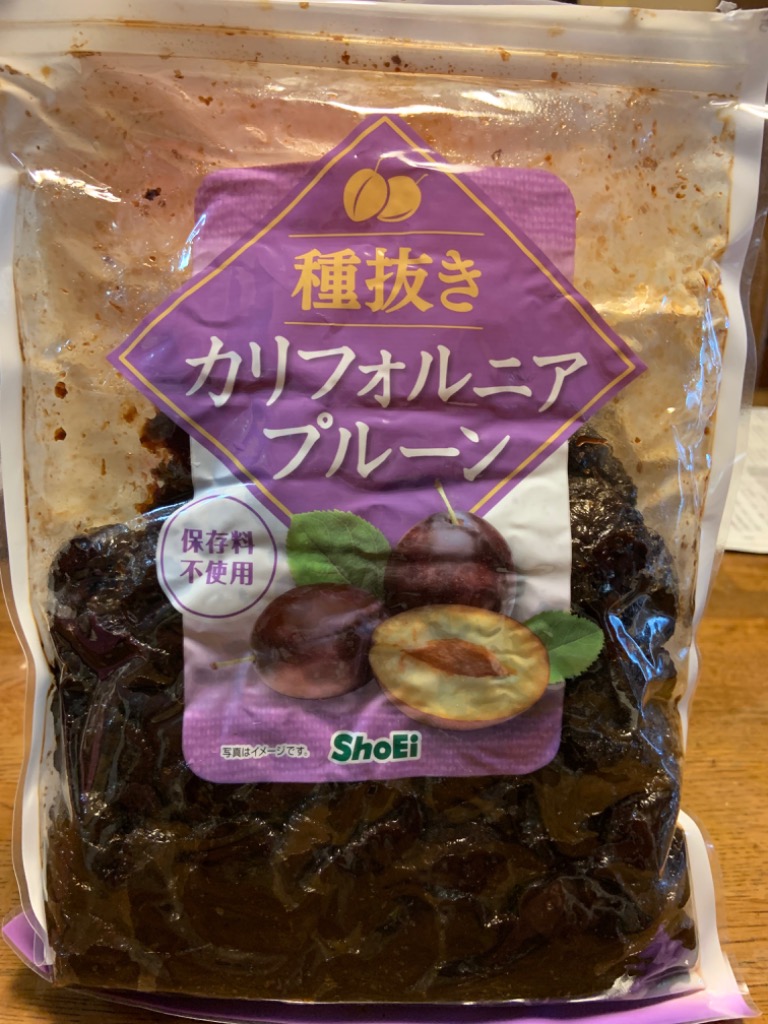 種抜き
カリフォルニア
プルーン
保存料
不使用
写真はイメージです。
ShoEi